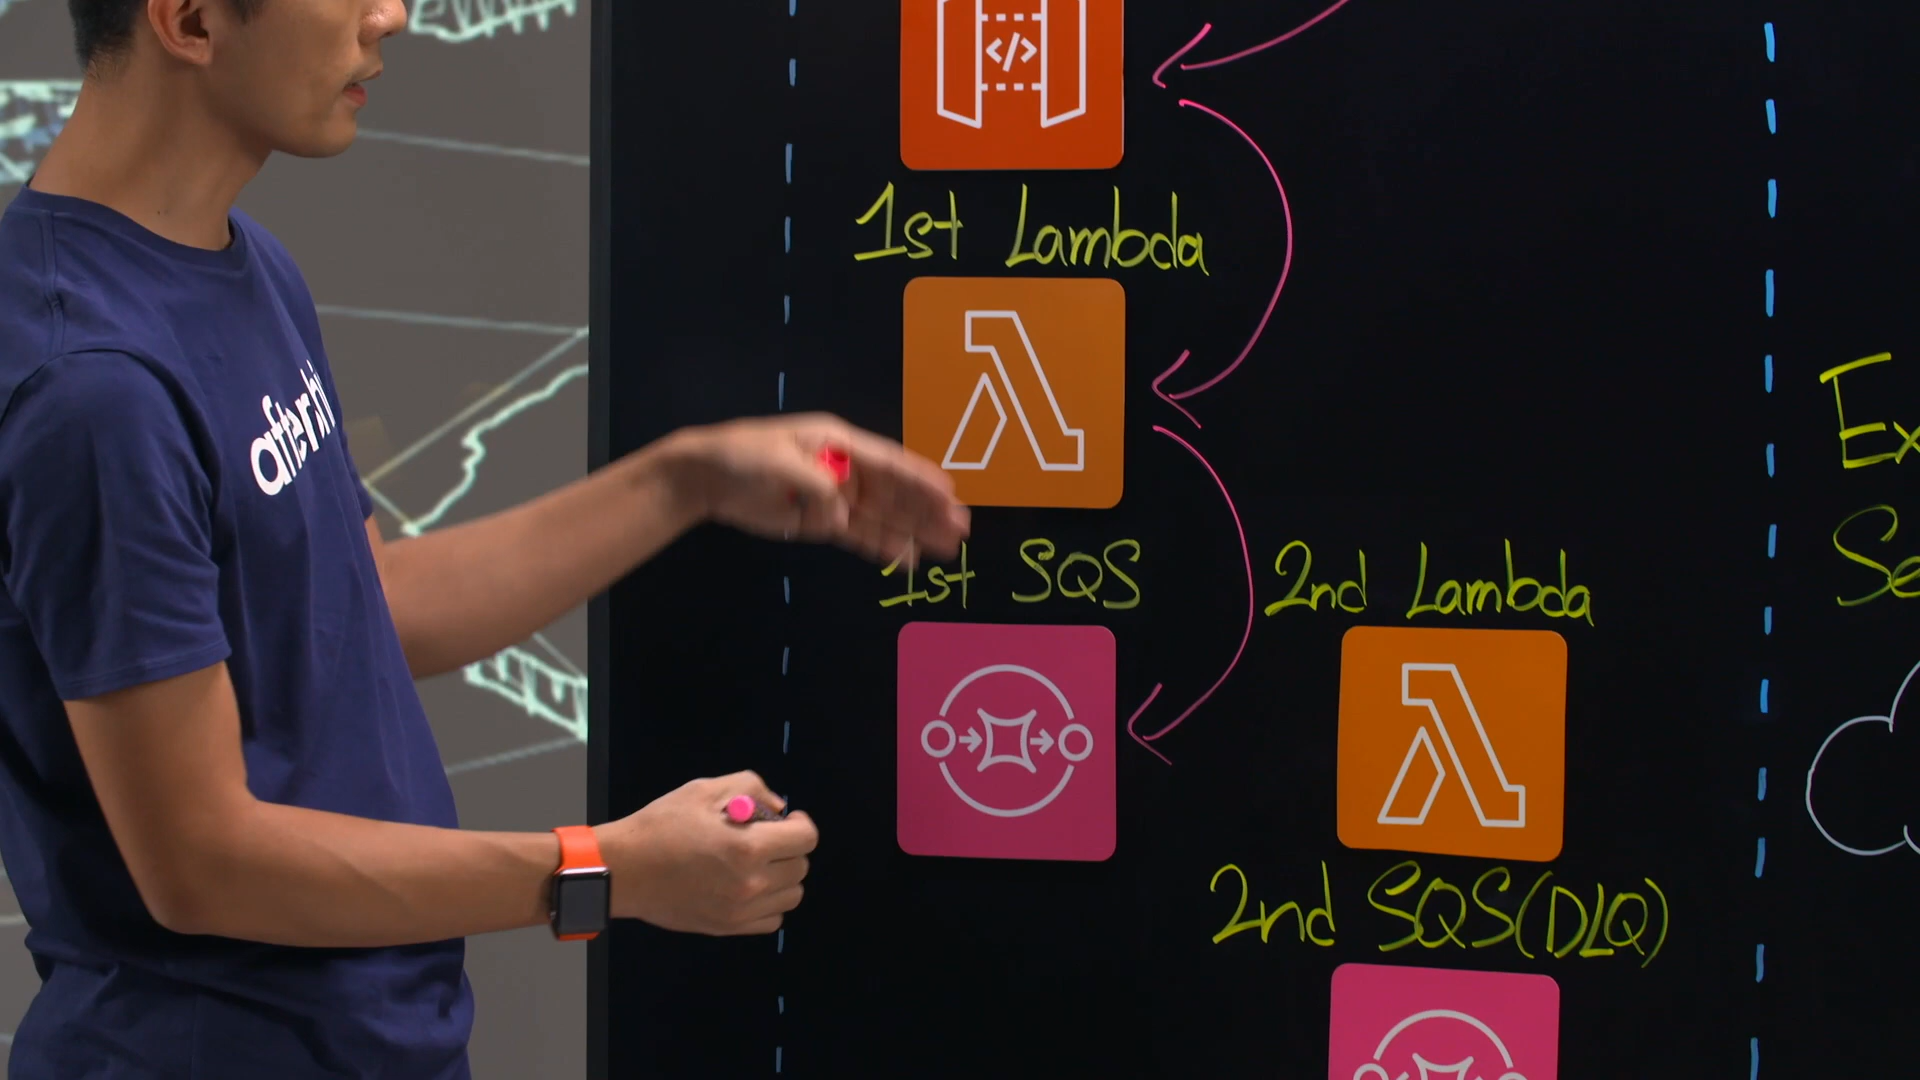 </>
1st Lambda
1st SQS
2nd Lambda
2nd SQS(DLQ)